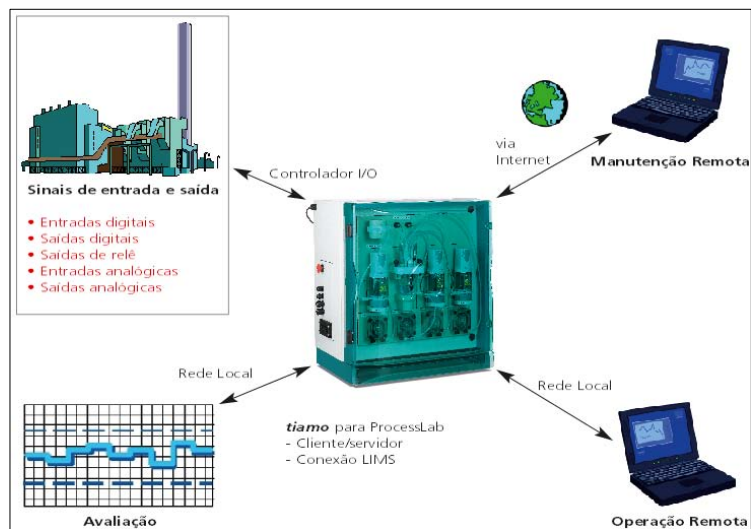 via
Internet
Manutenção Remota
Controlador I/O
Sinais de entrada e saída
• Entradas digitais
• Saídas digitais
• Saídas de relê
• Entradas analógicas
• Saídas analógicas
Rede Local
Rede Local
tiamo para ProcessLab
- Cliente/servidor
- Conexão LIMS
Avaliação
Operação Remota